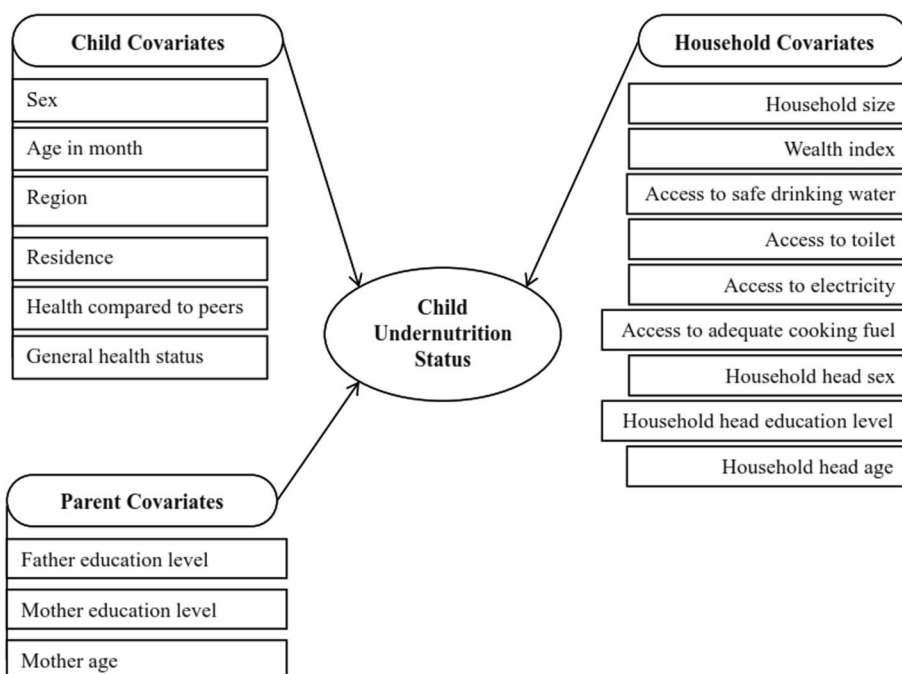 Child Covariates
Sex
Age in month
Region
Residence
Health compared to peers
General health status
Household Covariates
Household size
Wealth index
Access to safe drinking water
Access to toilet
Access to electricity
Access to adequate cooking fuel
Household head sex
Household head education level
Household head age
Child
Undernutrition
Status
Parent Covariates
Father education level
Mother education level
Mother age